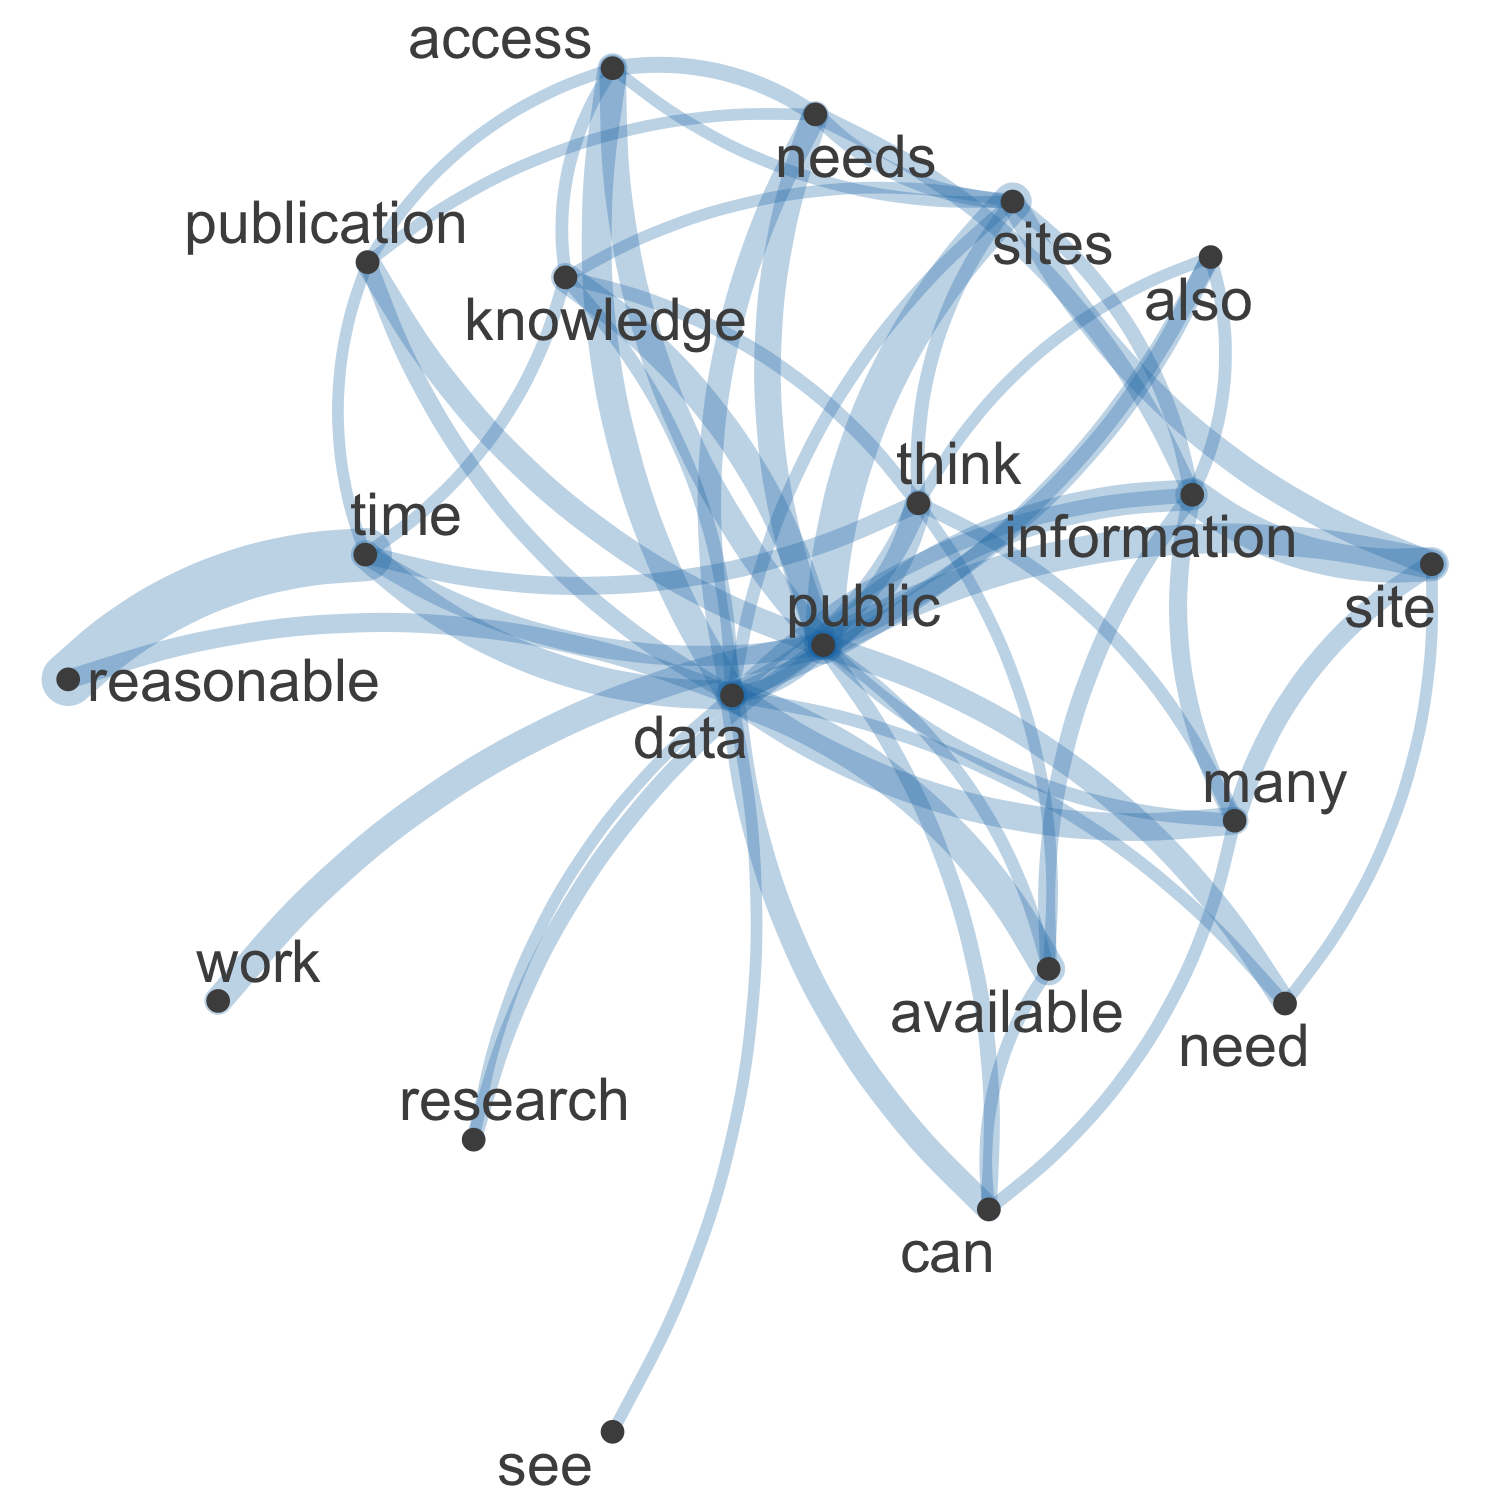 access
needs
publication
sites
also
knowledge
think
time
information
public
site
reasonable
data
many
work
available
need
research
can
see